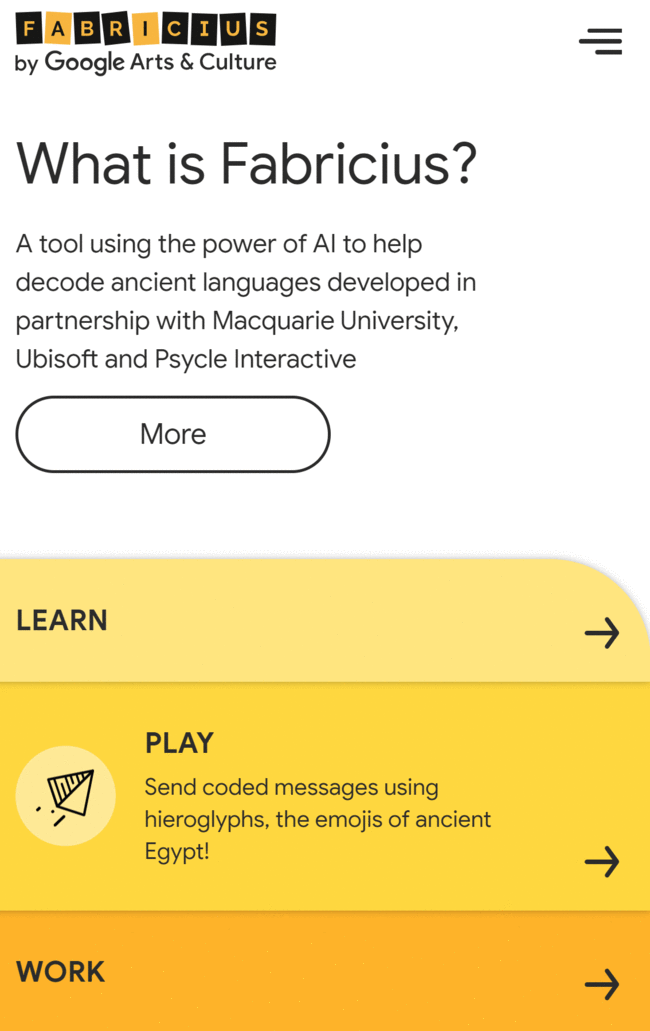 FABRICIUS
by Google Arts & Culture
What is Fabricius?
A tool using the power of AI to help
decode ancient languages developed in
partnership with Macquarie University,
Ubisoft and Psycle Interactive
More
LEARN
PLAY
Send coded messages using
hieroglyphs, the emojis of ancient
Egypt!
WORK